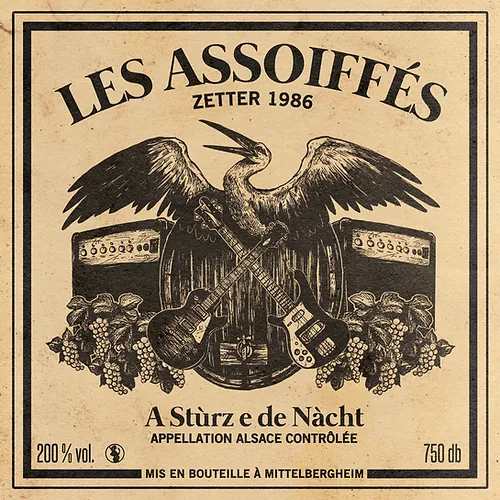 LES ASSOIFFÉS
ZETTER 1986
A Stùrz e de Nàcht
APPELLATION ALSACE CONTRÔLÉE
200 % vol.
750 db
MIS EN BOUTEILLE À MITTELBERGHEIM